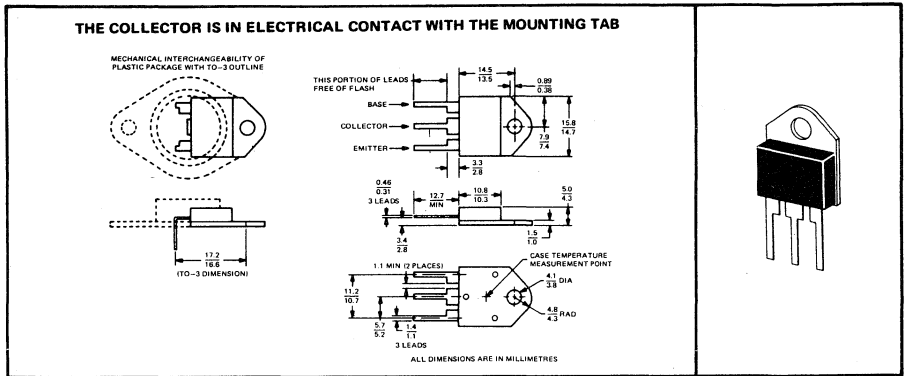 THE COLLECTOR IS IN ELECTRICAL CONTACT WITH THE MOUNTING TAB
MECHANICAL INTERCHANGEABILITY OF
PLASTIC PACKAGE WITH TO-3 OUTLINE
17.2
16.6
(TO-3 DIMENSION)
THIS PORTION OF LEADS
FREE OF FLASH
BASE
COLLECTOR
EMITTER
14.5
13.5
0.89
0.38
15.8
14.7
7.9
7.4
3.3
2.8
0.46
0.31
3 LEADS
12.7
MIN
10.8
10.3
5.0
4.3
3.4
2.8
1.5
1.0
1.1 MIN (2 PLACES)
CASE TEMPERATURE
MEASUREMENT POINT
4.1
3.8 DIA
11.2
10.7
4.8
4.3 RAD
5.7
5.2
1.4
1.1
3 LEADS
ALL DIMENSIONS ARE IN MILLIMETRES